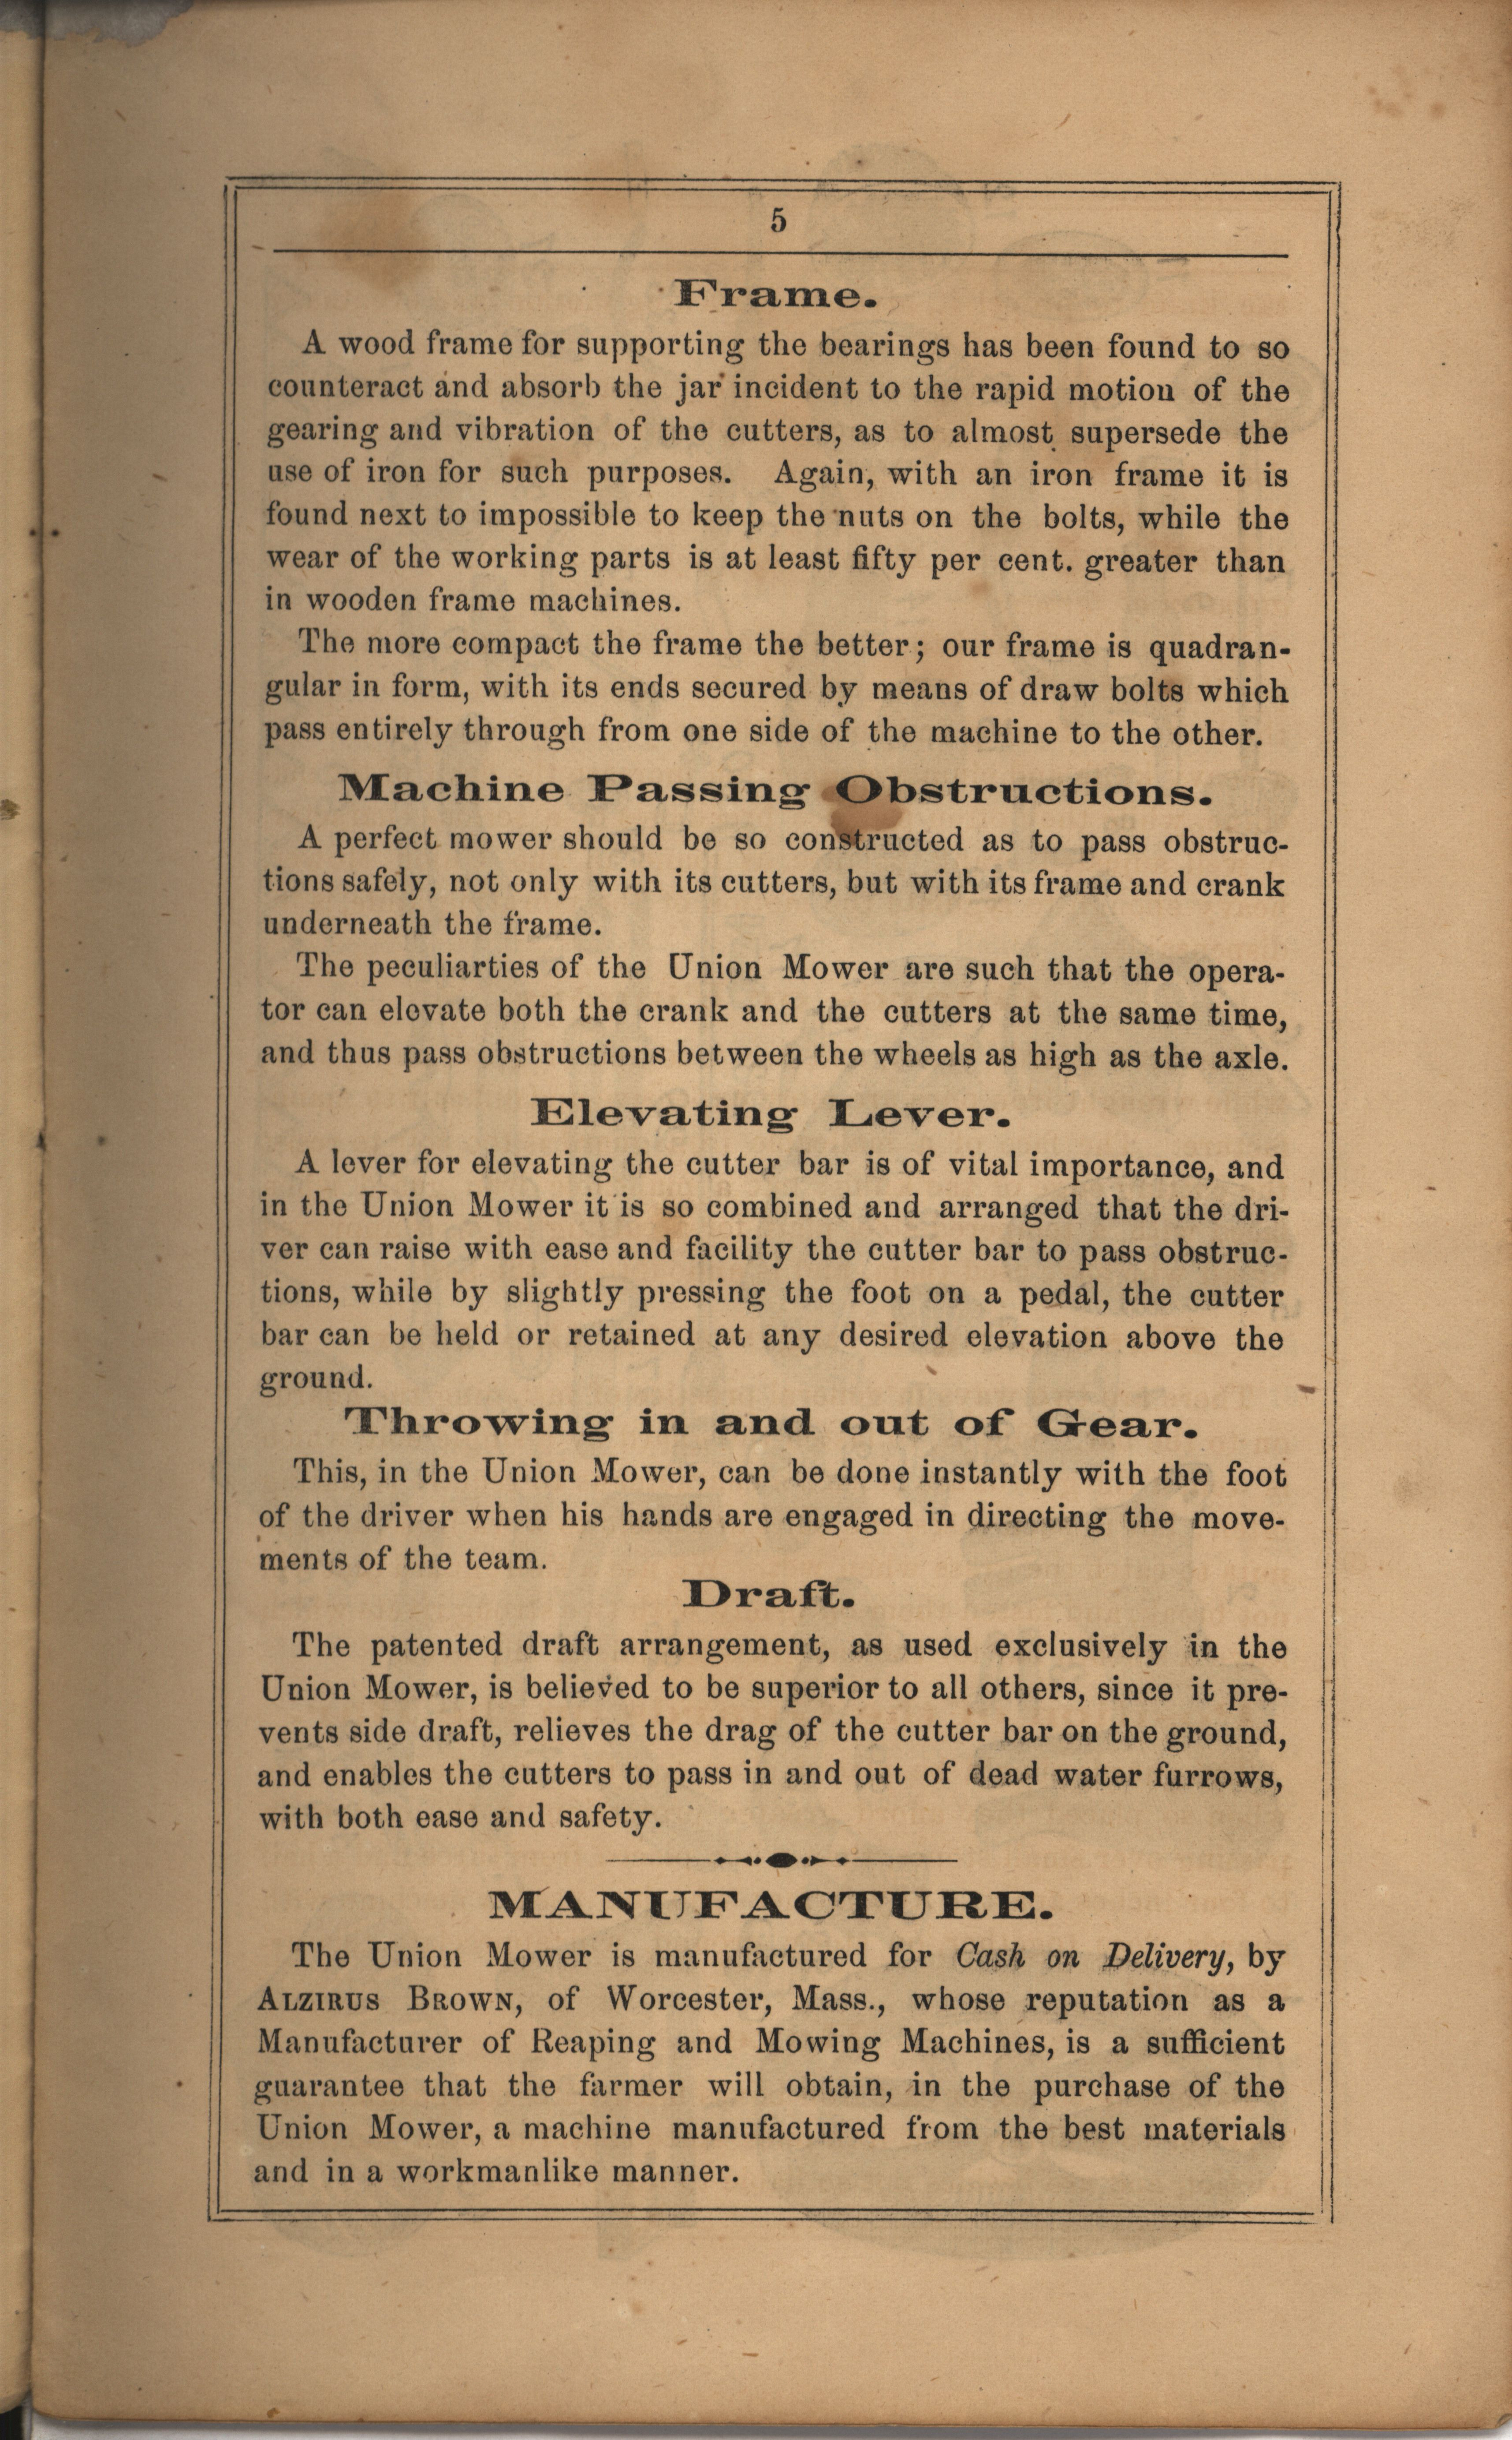 5
Frame.
A wood frame for supporting the bearings has been found to so
counteract and absorb the jar incident to the rapid motion of the
gearing and vibration of the cutters, as to almost supersede the
use of iron for such purposes. Again, with an iron frame it is
found next to impossible to keep the nuts on the bolts, while the
wear of the working parts is at least fifty per cent. greater than
in wooden frame machines.
The more compact the frame the better; our frame is quadran-
gular in form, with its ends secured by means of draw bolts which
pass entirely through from one side of the machine to the other.
Machine Passing Obstructions.
A perfect mower should be so constructed as to pass obstruc-
tions safely, not only with its cutters, but with its frame and crank
underneath the frame.
The peculiarties of the Union Mower are such that the opera-
tor can elevate both the crank and the cutters at the same time,
and thus pass obstructions between the wheels as high as the axle.
Elevating Lever.
A lever for elevating the cutter bar is of vital importance, and
in the Union Mower it is so combined and arranged that the dri-
ver can raise with ease and facility the cutter bar to pass obstruc-
tions, while by slightly pressing the foot on a pedal, the cutter
bar can be held or retained at any desired elevation above the
ground.
Throwing in and out of Gear.
This, in the Union Mower, can be done instantly with the foot
of the driver when his hands are engaged in directing the move-
ments of the team.
Draft.
The patented draft arrangement, as used exclusively in the
Union Mower, is believed to be superior to all others, since it pre-
vents side draft, relieves the drag of the cutter bar on the ground,
and enables the cutters to pass in and out of dead water furrows,
with both ease and safety.
MANUFACTURE.
The Union Mower is manufactured for Cash on Delivery, by
ALZIRUS BROWN, of Worcester, Mass., whose reputation as a
Manufacturer of Reaping and Mowing Machines, is a sufficient
guarantee that the farmer will obtain, in the purchase of the
Union Mower, a machine manufactured from the best materials
and in a workmanlike manner.